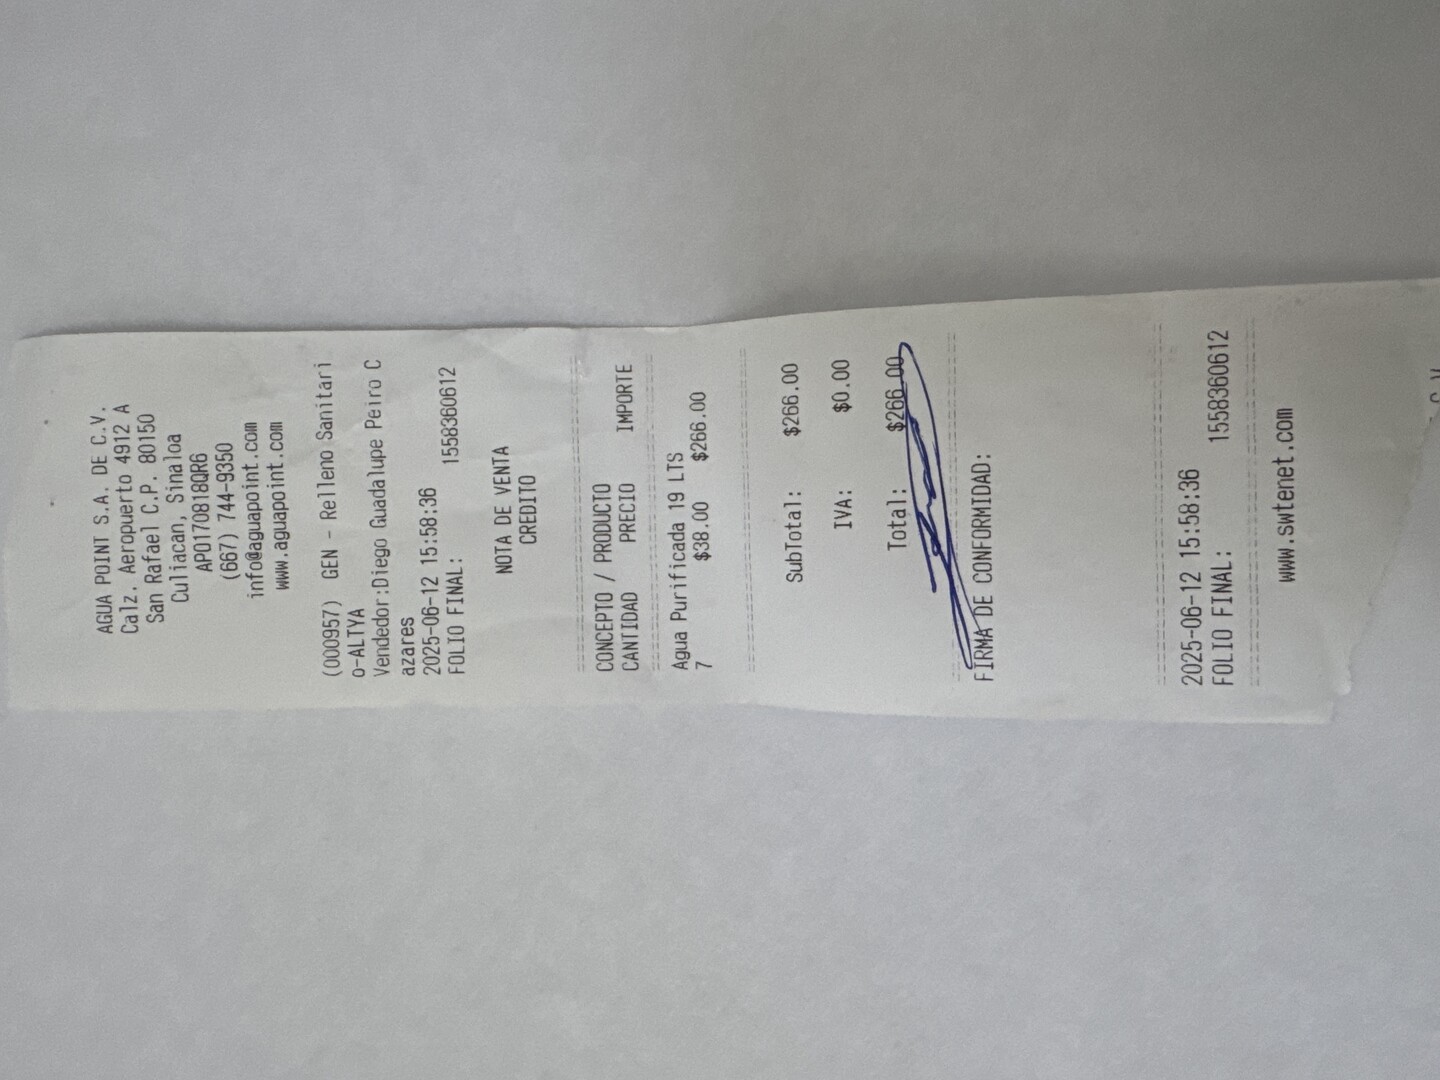 AGUA POINT S.A. DE C.V.
Calz. Aeropuerto 4912 A
San Rafael C.P. 80150
Culiacan, Sinaloa
APO170818QR6
(667) 744-9350
info@aguapoint.com
www.aguapoint.com
(000957) GEN - Relleno Sanitari
o-ALTYA
Vendedor:Diego Guadalupe Peiro C
azares
2025-06-12 15:58:36
FOLIO FINAL: 1558360612
NOTA DE VENTA
CREDITO
CONCEPTO / PRODUCTO
CANTIDAD PRECIO IMPORTE
Agua Purificada 19 LTS
7 $38.00 $266.00
SubTotal: $266.00
IVA: $0.00
Total: $266.00
FIRMA DE CONFORMIDAD:
2025-06-12 15:58:36
FOLIO FINAL: 1558360612
www.swtenet.com